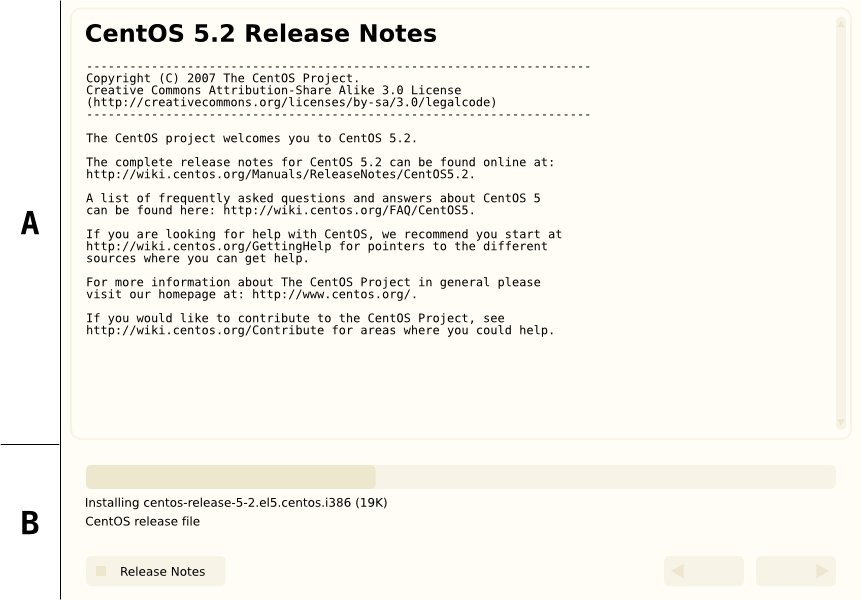 CentOS 5.2 Release Notes
----------------------------------------------------------------------
Copyright (C) 2007 The CentOS Project.
Creative Commons Attribution-Share Alike 3.0 License
(http://creativecommons.org/licenses/by-sa/3.0/legalcode)
----------------------------------------------------------------------
The CentOS project welcomes you to CentOS 5.2.
The complete release notes for CentOS 5.2 can be found online at:
http://wiki.centos.org/Manuals/ReleaseNotes/CentOS5.2.
A list of frequently asked questions and answers about CentOS 5
can be found here: http://wiki.centos.org/FAQ/CentOS5.
A
If you are looking for help with CentOS, we recommend you start at
http://wiki.centos.org/GettingHelp for pointers to the different
sources where you can get help.
For more information about The CentOS Project in general please
visit our homepage at: http://www.centos.org/.
If you would like to contribute to the CentOS Project, see
http://wiki.centos.org/Contribute for areas where you could help.
B
Installing centos-release-5-2.el5.centos.i386 (19K)
CentOS release file
Release Notes